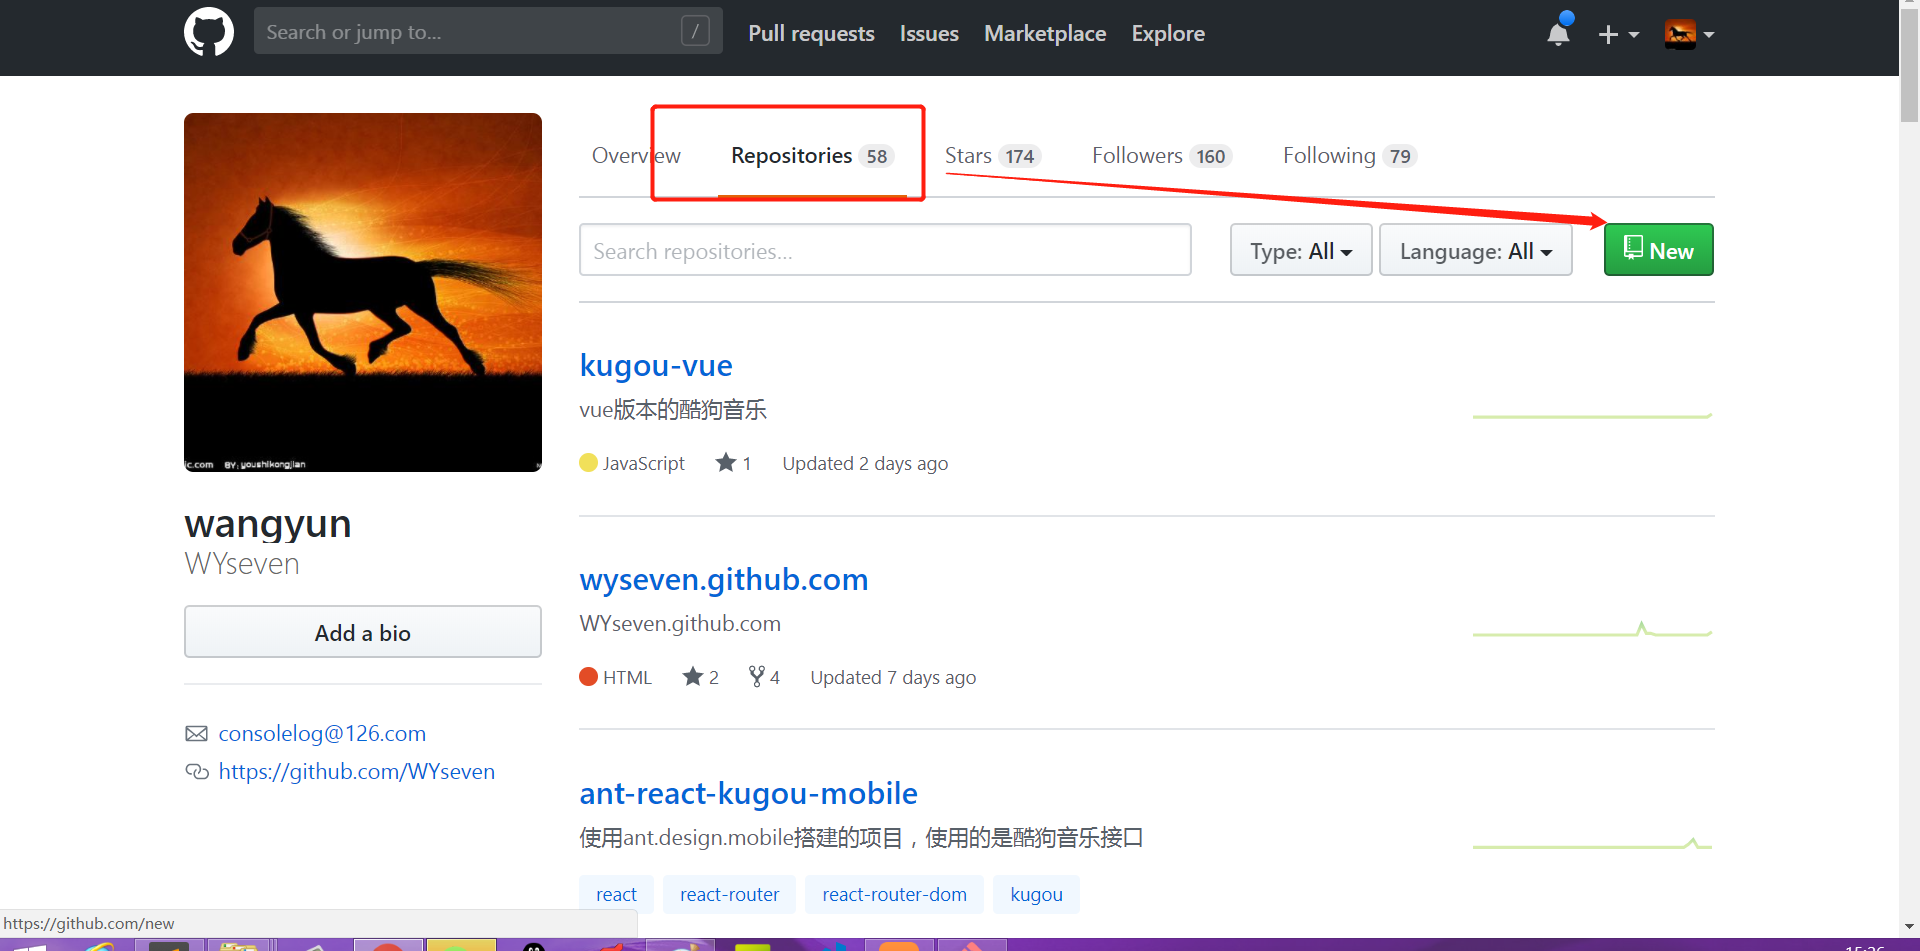 Search or jump to... /
Pull requests Issues Marketplace Explore
Overview Repositories 58 Stars 174 Followers 160 Following 79
Search repositories...
Type: All
Language: All
New
kugou-vue
vue版本的酷狗音乐
JavaScript 1 Updated 2 days ago
ic.com BY: youshikongjian
wangyun
WYseven
Add a bio
consolelog@126.com
https://github.com/WYseven
wyseven.github.com
WYseven.github.com
HTML 2 4 Updated 7 days ago
ant-react-kugou-mobile
使用ant.design.mobile搭建的项目，使用的是酷狗音乐接口
react react-router react-router-dom kugou
https://github.com/new